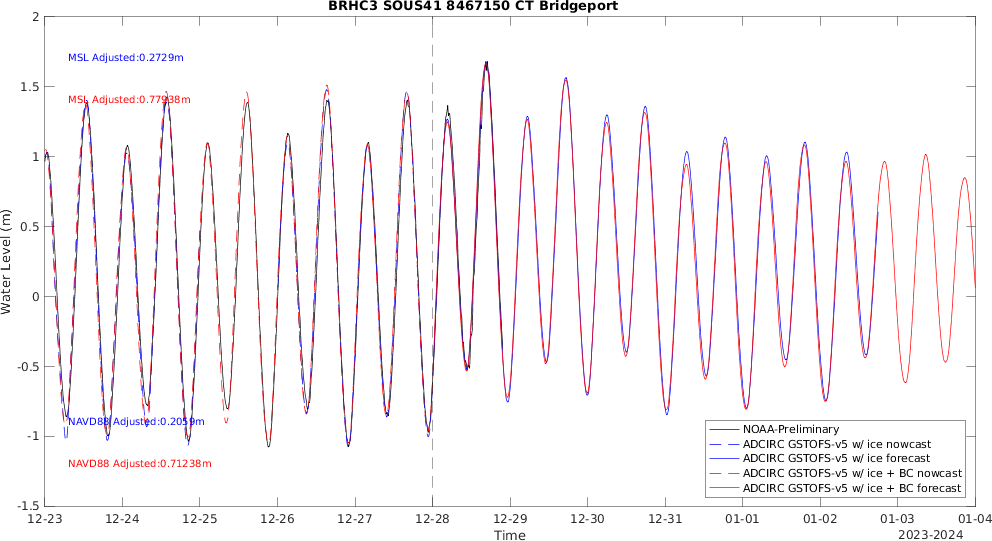 BRHC3 SOUS41 8467150 CT Bridgeport
2
1.5
1
0.5
0
-0.5
-1
-1.5
Water Level (m)
MSL Adjusted:0.2729m
MSL Adjusted:0.77938m
NAVD88 Adjusted:0.2059m
NAVD88 Adjusted:0.71238m
NOAA-Preliminary
ADCIRC GSTOFS-v5 w/ ice nowcast
ADCIRC GSTOFS-v5 w/ ice forecast
ADCIRC GSTOFS-v5 w/ ice + BC nowcast
ADCIRC GSTOFS-v5 w/ ice + BC forecast
12-23 12-24 12-25 12-26 12-27 12-28 12-29 12-30 12-31 01-01 01-02 01-03 01-04
Time
2023-2024